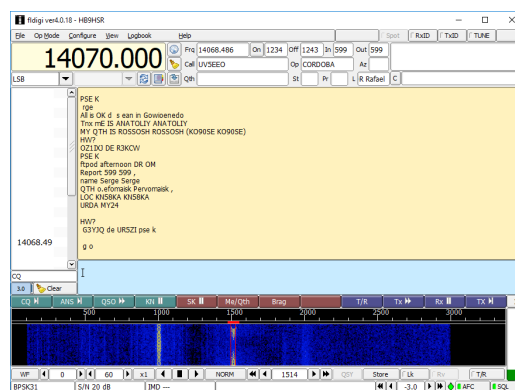 fldigi ver4.0.18 - HB9HSR
File Op Mode Configure View Logbook Help Spot RxID TxID TUNE
14070.000 Frq 14068.486 On 1234 Off 1243 In 599 Out 599
Call UV5EEO Op CORDOBA Az
LSB Qth St Pr L R Rafael C
PSE K
rge
All is OK d s ean in Gowioenedo
Tnx mE IS ANATOLIY ANATOLIY
MY QTH IS ROSSOSH ROSSOSH (KO90SE KO90SE)
HW?
OZ1DJ DE R3KCW
PSE K
ftpod afternoon DR OM
Report 599 599 ,
name Serge Serge
QTH o.efomaisk Pervomaisk ,
LOC KN58KA KN58KA
URDA MY24
HW?
G3YJQ de UR5ZI pse k
14068.49
g o
CQ
3.0 Clear
CQ ANS QSO KN SK Me/Qth Brag T/R Tx Rx TX
500 1000 1500 2000 2500 3000
WF 0 60 x1 NORM 1514 QSY Store Lk Rv T/R
BPSK31 S/N 20 dB IMD --- -3.0 AFC SQL